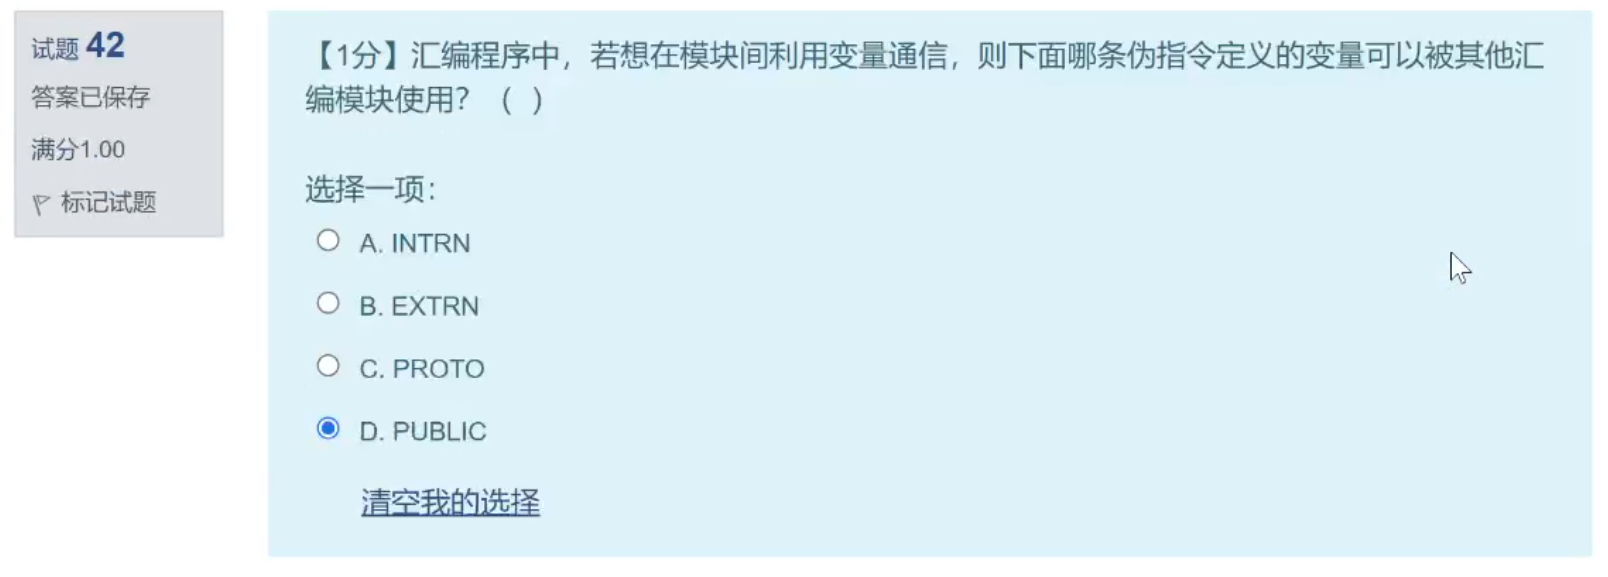 试题 42
答案已保存
满分1.00
标记试题
【1分】汇编程序中，若想在模块间利用变量通信，则下面哪条伪指令定义的变量可以被其他汇
编模块使用？（ ）
选择一项：
A. INTRN
B. EXTRN
C. PROTO
D. PUBLIC
清空我的选择